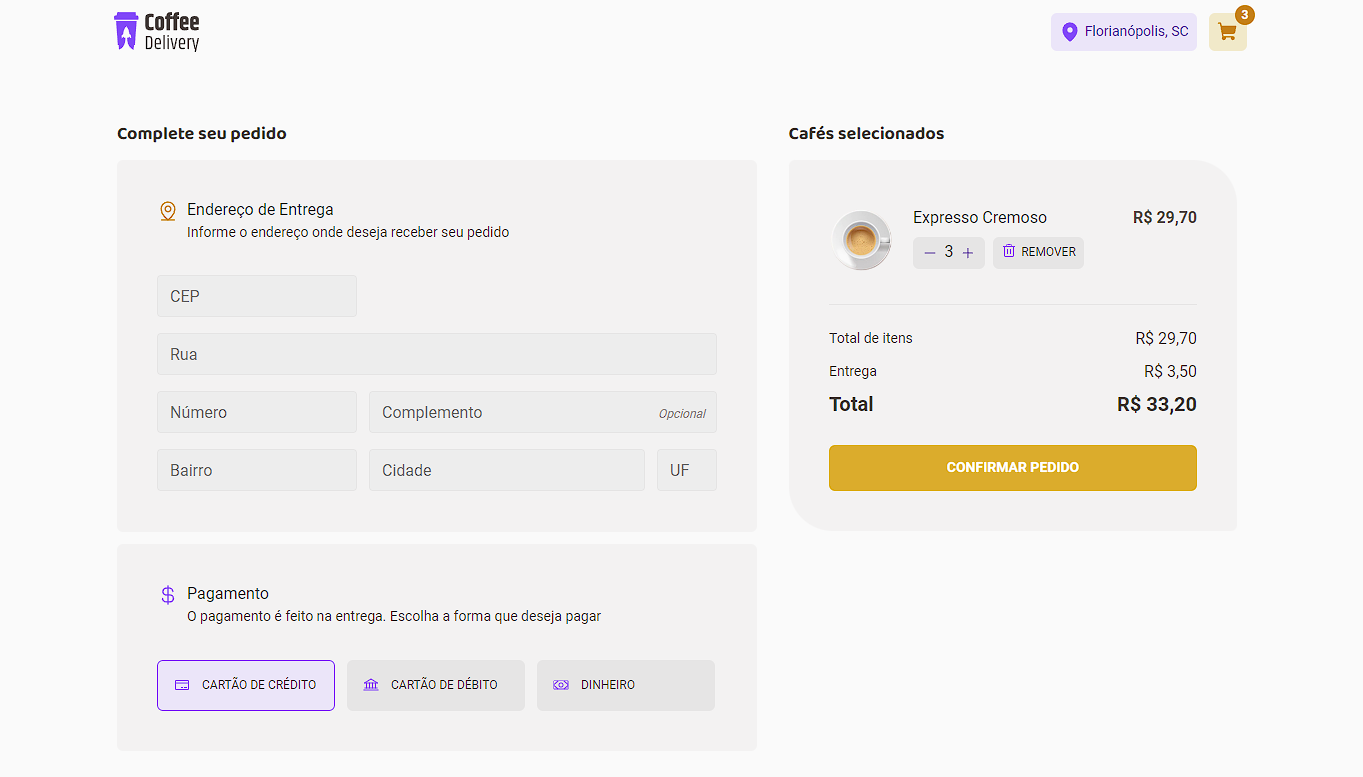 Coffee
Delivery
Florianópolis, SC
3
Complete seu pedido
Endereço de Entrega
Informe o endereço onde deseja receber seu pedido
CEP
Rua
Número
Complemento Opcional
Bairro
Cidade
UF
Pagamento
O pagamento é feito na entrega. Escolha a forma que deseja pagar
CARTÃO DE CRÉDITO
CARTÃO DE DÉBITO
DINHEIRO
Cafés selecionados
Expresso Cremoso R$ 29,70
3
REMOVER
Total de itens R$ 29,70
Entrega R$ 3,50
Total R$ 33,20
CONFIRMAR PEDIDO